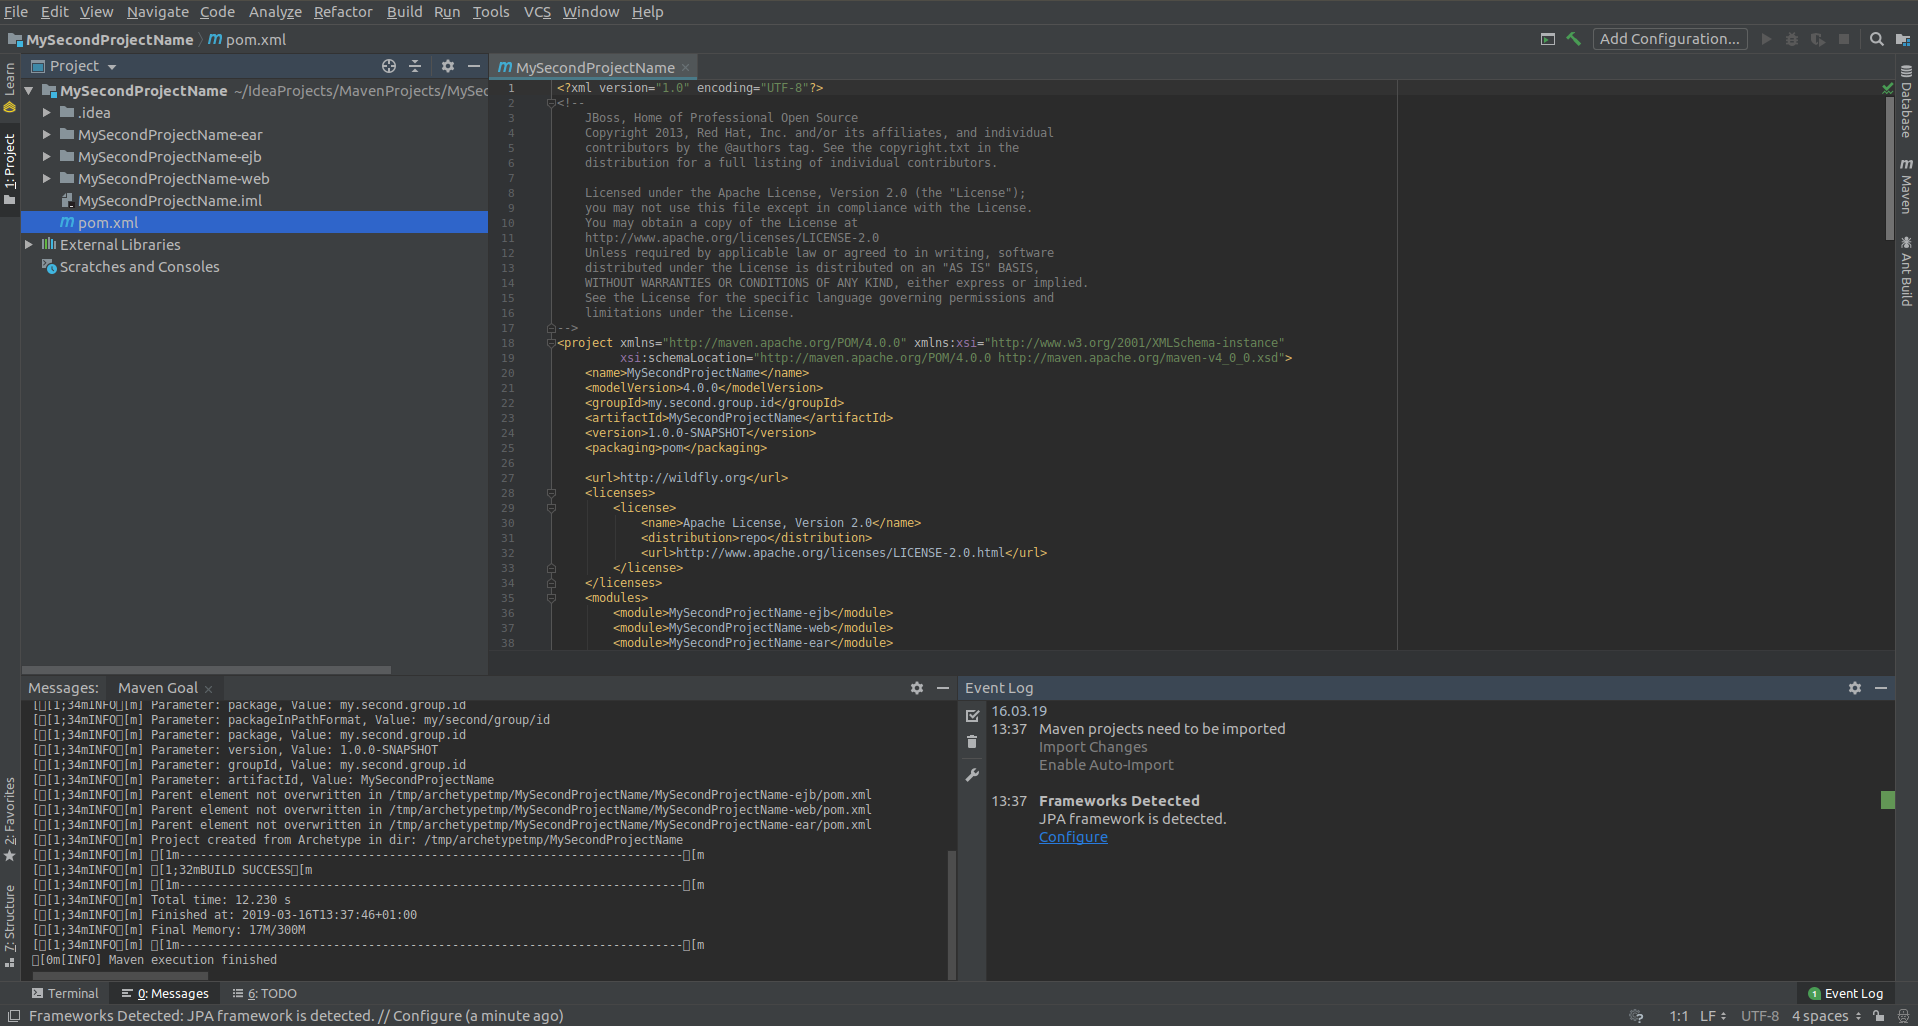 File Edit View Navigate Code Analyze Refactor Build Run Tools VCS Window Help
MySecondProjectName pom.xml
Add Configuration...
Learn
1: Project
2: Favorites
7: Structure
Project
MySecondProjectName ~/IdeaProjects/MavenProjects/MySec
.idea
MySecondProjectName-ear
MySecondProjectName-ejb
MySecondProjectName-web
MySecondProjectName.iml
pom.xml
External Libraries
Scratches and Consoles
MySecondProjectName
1 <?xml version="1.0" encoding="UTF-8"?>
2 <!--
3 JBoss, Home of Professional Open Source
4 Copyright 2013, Red Hat, Inc. and/or its affiliates, and individual
5 contributors by the @authors tag. See the copyright.txt in the
6 distribution for a full listing of individual contributors.
7
8 Licensed under the Apache License, Version 2.0 (the "License");
9 you may not use this file except in compliance with the License.
10 You may obtain a copy of the License at
11 http://www.apache.org/licenses/LICENSE-2.0
12 Unless required by applicable law or agreed to in writing, software
13 distributed under the License is distributed on an "AS IS" BASIS,
14 WITHOUT WARRANTIES OR CONDITIONS OF ANY KIND, either express or implied.
15 See the License for the specific language governing permissions and
16 limitations under the License.
17 -->
18 <project xmlns="http://maven.apache.org/POM/4.0.0" xmlns:xsi="http://www.w3.org/2001/XMLSchema-instance"
19 xsi:schemaLocation="http://maven.apache.org/POM/4.0.0 http://maven.apache.org/maven-v4_0_0.xsd">
20 <name>MySecondProjectName</name>
21 <modelVersion>4.0.0</modelVersion>
22 <groupId>my.second.group.id</groupId>
23 <artifactId>MySecondProjectName</artifactId>
24 <version>1.0.0-SNAPSHOT</version>
25 <packaging>pom</packaging>
26
27 <url>http://wildfly.org</url>
28 <licenses>
29 <license>
30 <name>Apache License, Version 2.0</name>
31 <distribution>repo</distribution>
32 <url>http://www.apache.org/licenses/LICENSE-2.0.html</url>
33 </license>
34 </licenses>
35 <modules>
36 <module>MySecondProjectName-ejb</module>
37 <module>MySecondProjectName-web</module>
38 <module>MySecondProjectName-ear</module>
Database
Maven
Ant Build
Messages: Maven Goal
[[1;34mINFO[m] Parameter: package, Value: my.second.group.id
[[1;34mINFO[m] Parameter: packageInPathFormat, Value: my/second/group/id
[[1;34mINFO[m] Parameter: package, Value: my.second.group.id
[[1;34mINFO[m] Parameter: version, Value: 1.0.0-SNAPSHOT
[[1;34mINFO[m] Parameter: groupId, Value: my.second.group.id
[[1;34mINFO[m] Parameter: artifactId, Value: MySecondProjectName
[[1;34mINFO[m] Parent element not overwritten in /tmp/archetypetmp/MySecondProjectName/MySecondProjectName-ejb/pom.xml
[[1;34mINFO[m] Parent element not overwritten in /tmp/archetypetmp/MySecondProjectName/MySecondProjectName-web/pom.xml
[[1;34mINFO[m] Parent element not overwritten in /tmp/archetypetmp/MySecondProjectName/MySecondProjectName-ear/pom.xml
[[1;34mINFO[m] Project created from Archetype in dir: /tmp/archetypetmp/MySecondProjectName
[[1;34mINFO[m] [1m------------------------------------------------------------------------[m
[[1;34mINFO[m] [1;32mBUILD SUCCESS[m
[[1;34mINFO[m] [1m------------------------------------------------------------------------[m
[[1;34mINFO[m] Total time: 12.230 s
[[1;34mINFO[m] Finished at: 2019-03-16T13:37:46+01:00
[[1;34mINFO[m] Final Memory: 17M/300M
[[1;34mINFO[m] [1m------------------------------------------------------------------------[m
[0m[INFO] Maven execution finished
Event Log
16.03.19
13:37 Maven projects need to be imported
Import Changes
Enable Auto-Import
13:37 Frameworks Detected
JPA framework is detected.
Configure
Terminal 0: Messages 6: TODO
1 Event Log
Frameworks Detected: JPA framework is detected. // Configure (a minute ago)
1:1 LF UTF-8 4 spaces